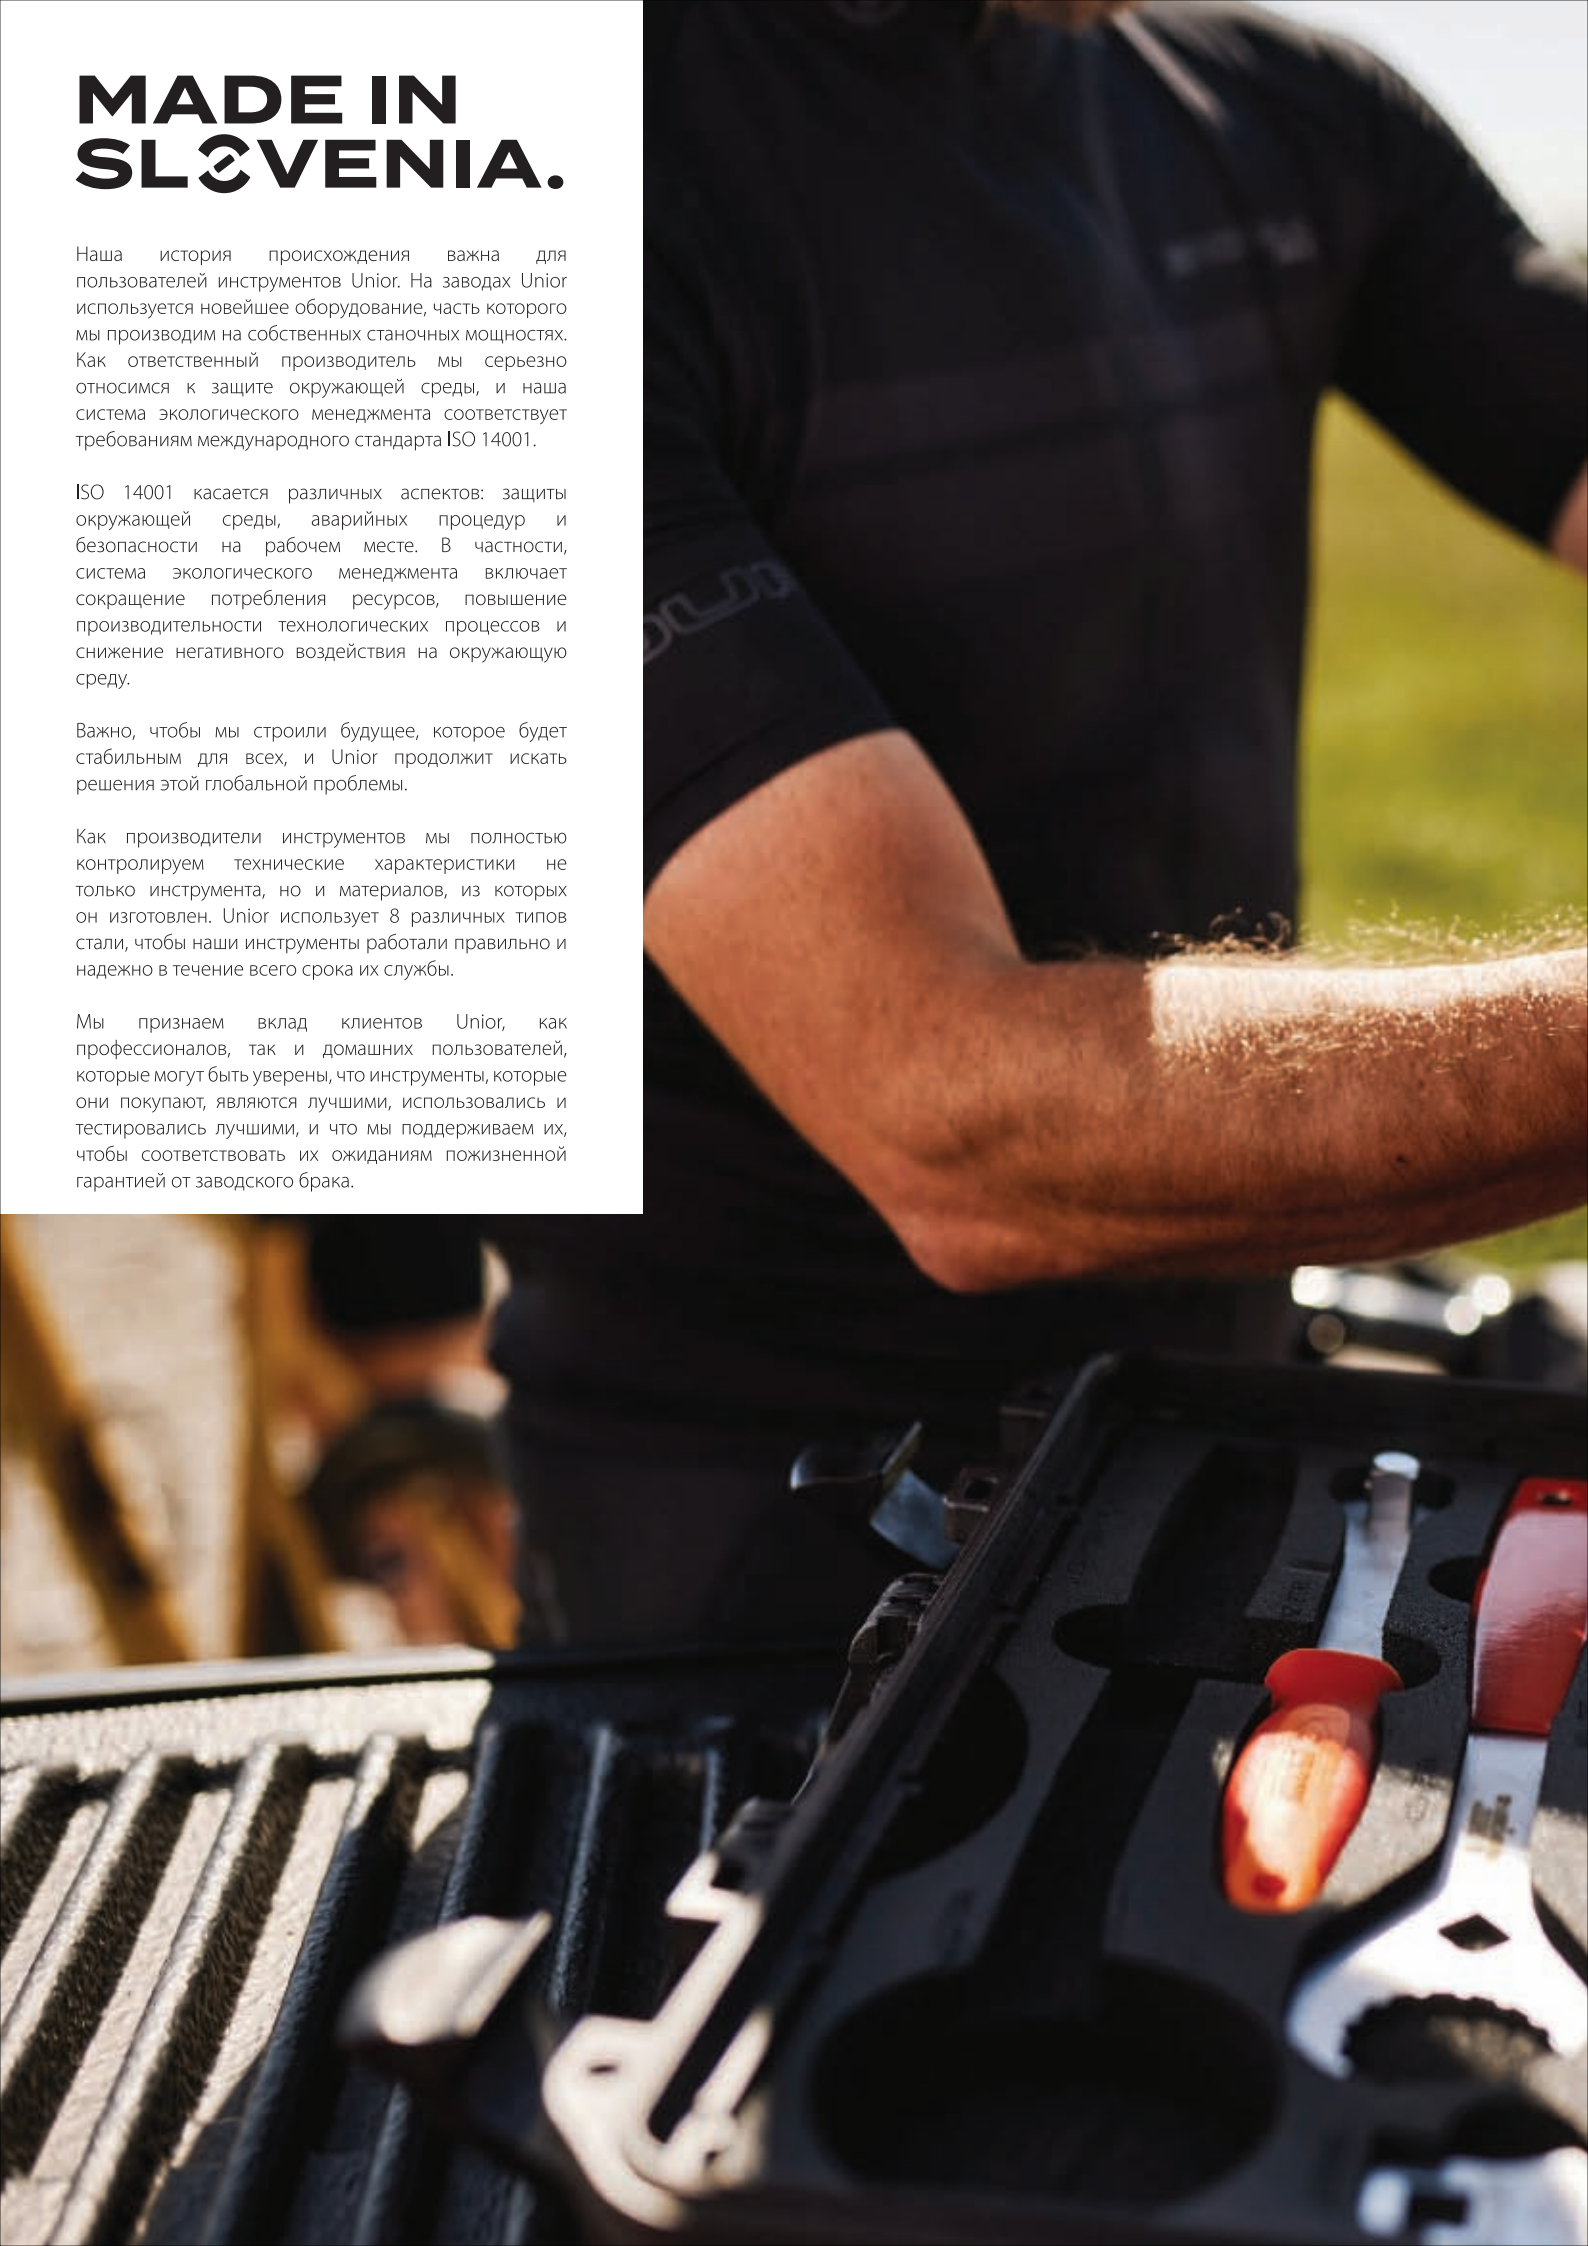 MADE IN
SLOVENIA.
Наша история происхождения важна для
пользователей инструментов Unior. На заводах Unior
используется новейшее оборудование, часть которого
мы производим на собственных станочных мощностях.
Как ответственный производитель мы серьезно
относимся к защите окружающей среды, и наша
система экологического менеджмента соответствует
требованиям международного стандарта ISO 14001.
ISO 14001 касается различных аспектов: защиты
окружающей среды, аварийных процедур и
безопасности на рабочем месте. В частности,
система экологического менеджмента включает
сокращение потребления ресурсов, повышение
производительности технологических процессов и
снижение негативного воздействия на окружающую
среду.
Важно, чтобы мы строили будущее, которое будет
стабильным для всех, и Unior продолжит искать
решения этой глобальной проблемы.
Как производители инструментов мы полностью
контролируем технические характеристики не
только инструмента, но и материалов, из которых
он изготовлен. Unior использует 8 различных типов
стали, чтобы наши инструменты работали правильно и
надежно в течение всего срока их службы.
Мы признаем вклад клиентов Unior, как
профессионалов, так и домашних пользователей,
которые могут быть уверены, что инструменты, которые
они покупают, являются лучшими, использовались и
тестировались лучшими, и что мы поддерживаем их,
чтобы соответствовать их ожиданиям пожизненной
гарантией от заводского брака.